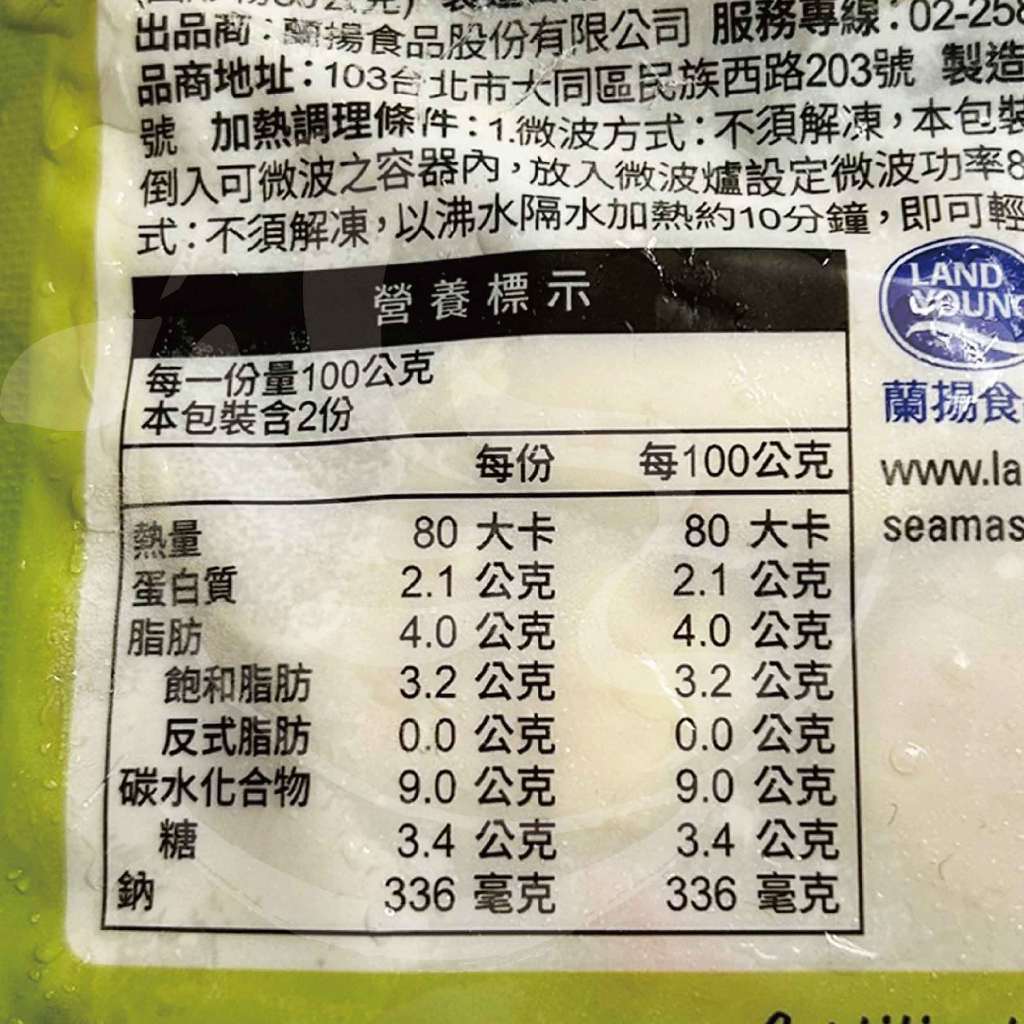 出品商：蘭揚食品股份有限公司 服務專線：02-258
品商地址：103台北市大同區民族西路203號 製造
號 加熱調理條件：1.微波方式：不須解凍，本包裝
倒入可微波之容器內，放入微波爐設定微波功率8
式：不須解凍，以沸水隔水加熱約10分鐘，即可輕
營養標示
每一份量100公克
本包裝含2份
每份 每100公克
熱量 80 大卡 80 大卡
蛋白質 2.1 公克 2.1 公克
脂肪 4.0 公克 4.0 公克
飽和脂肪 3.2 公克 3.2 公克
反式脂肪 0.0 公克 0.0 公克
碳水化合物 9.0 公克 9.0 公克
糖 3.4 公克 3.4 公克
鈉 336 毫克 336 毫克
LAND
YOUNG
蘭揚食
www.la
seamas